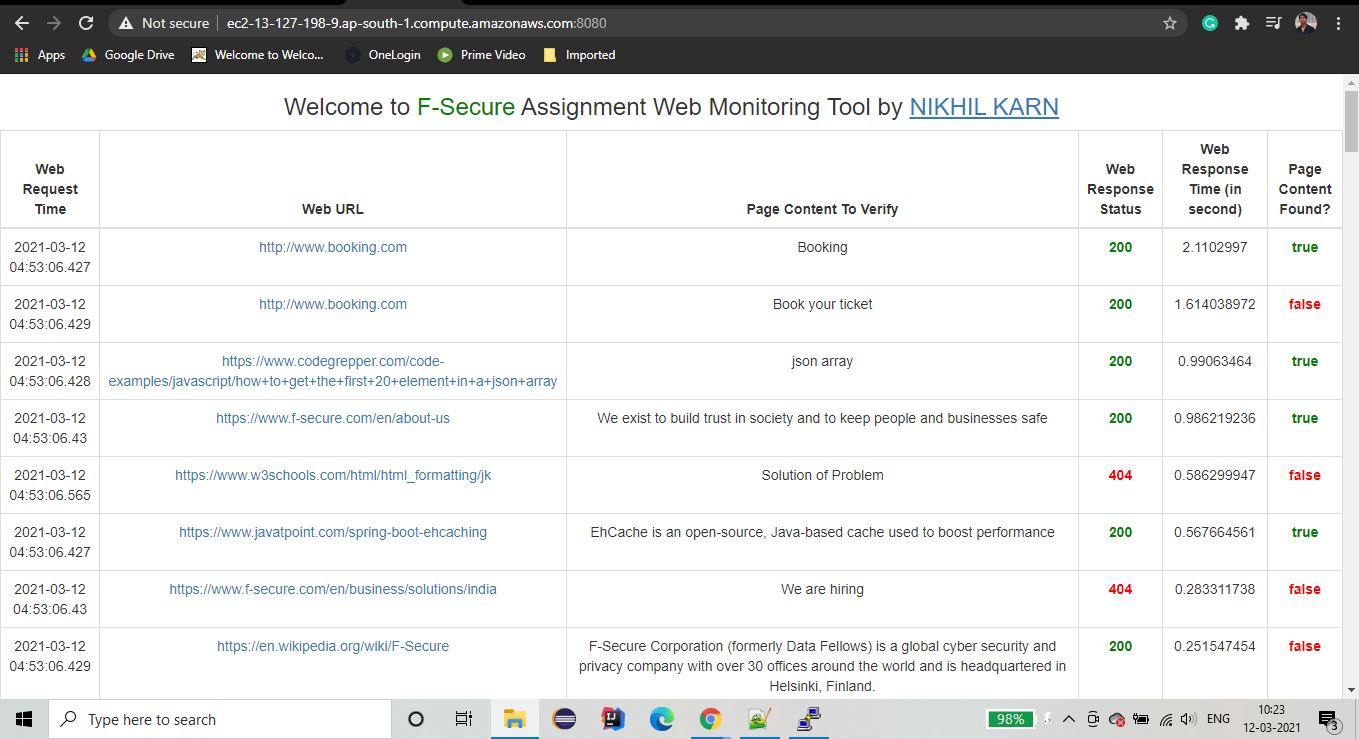 Not secure | ec2-13-127-198-9.ap-south-1.compute.amazonaws.com:8080
Apps Google Drive Welcome to Welco... OneLogin Prime Video Imported
Welcome to F-Secure Assignment Web Monitoring Tool by NIKHIL KARN
Web Request Time Web URL Page Content To Verify Web Response Status Web Response Time (in second) Page Content Found?
2021-03-12 http://www.booking.com Booking 200 2.1102997 true
04:53:06.427
2021-03-12 http://www.booking.com Book your ticket 200 1.614038972 false
04:53:06.429
2021-03-12 https://www.codegrepper.com/code- json array 200 0.99063464 true
04:53:06.428 examples/javascript/how+to+get+the+first+20+element+in+a+json+array
2021-03-12 https://www.f-secure.com/en/about-us We exist to build trust in society and to keep people and businesses safe 200 0.986219236 true
04:53:06.43
2021-03-12 https://www.w3schools.com/html/html_formatting/jk Solution of Problem 404 0.586299947 false
04:53:06.565
2021-03-12 https://www.javatpoint.com/spring-boot-ehcaching EhCache is an open-source, Java-based cache used to boost performance 200 0.567664561 true
04:53:06.427
2021-03-12 https://www.f-secure.com/en/business/solutions/india We are hiring 404 0.283311738 false
04:53:06.43
2021-03-12 https://en.wikipedia.org/wiki/F-Secure F-Secure Corporation (formerly Data Fellows) is a global cyber security and 200 0.251547454 false
04:53:06.429 privacy company with over 30 offices around the world and is headquartered in
Helsinki, Finland.
Type here to search 98% ENG 10:23
12-03-2021 3